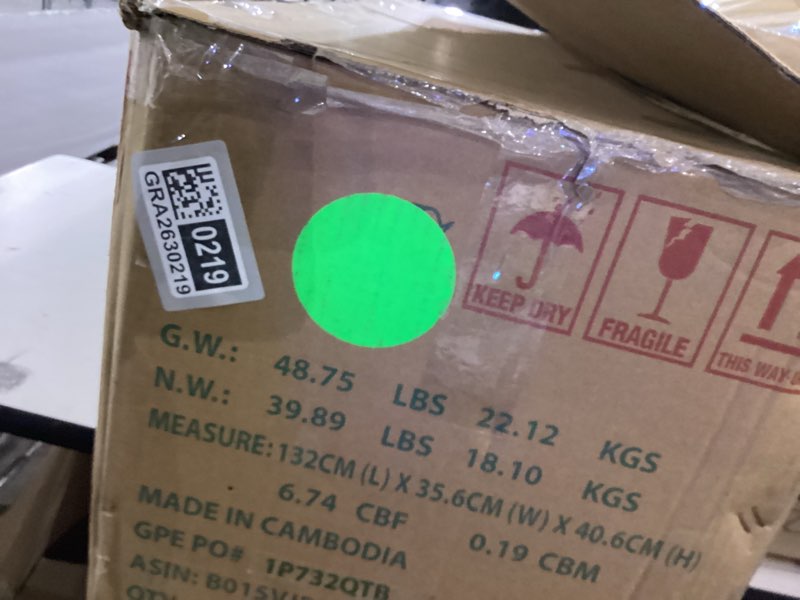 GRA2630219
0219
KEEP DRY
FRAGILE
THIS WAY
G.W.: 48.75 LBS 22.12 KGS
N.W.: 39.89 LBS 18.10 KGS
MEASURE: 132CM (L) X 35.6CM (W) X 40.6CM (H)
6.74 CBF 0.19 CBM
MADE IN CAMBODIA
GPE PO# 1P732QTB
ASIN: